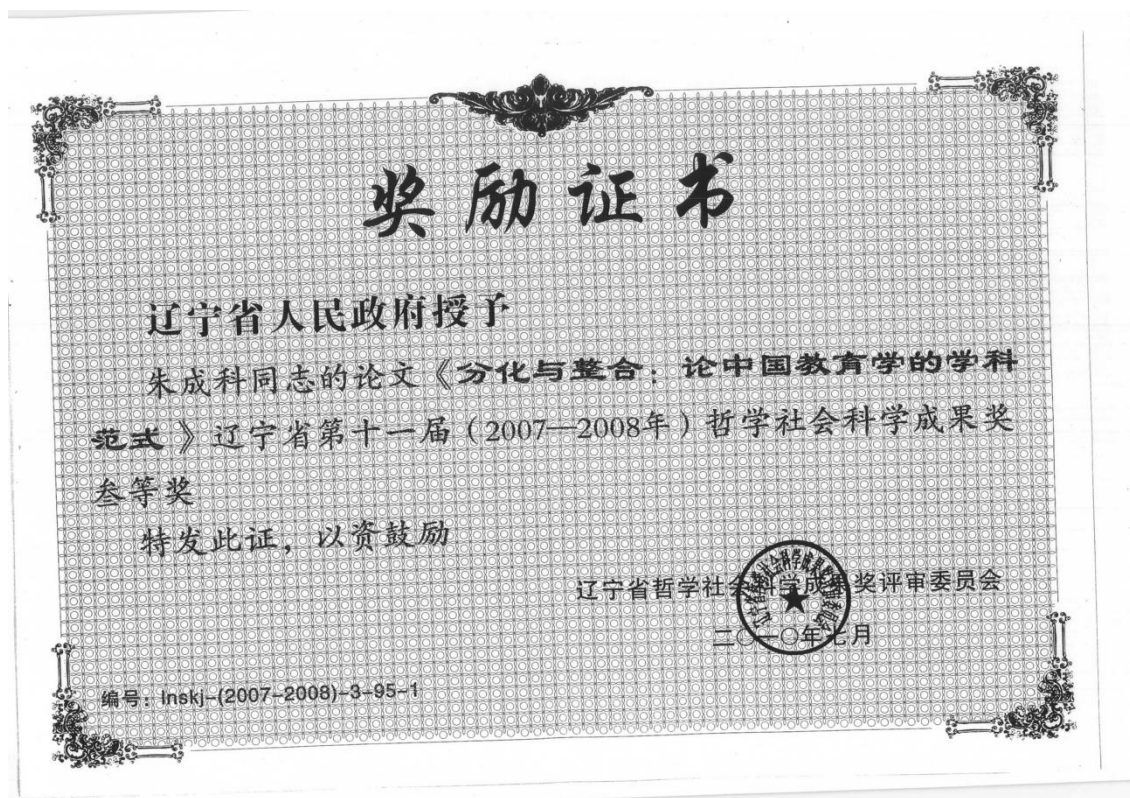 奖励证书
辽宁省人民政府授予
朱成科同志的论文《分化与整合：论中国教育学的学科
范式》辽宁省第十一届（2007—2008年）哲学社会科学成果奖
叁等奖
特发此证，以资鼓励
辽宁省哲学社会科学成果奖评审委员会
二〇一〇年七月
编号：lnskj-(2007-2008)-3-95-1